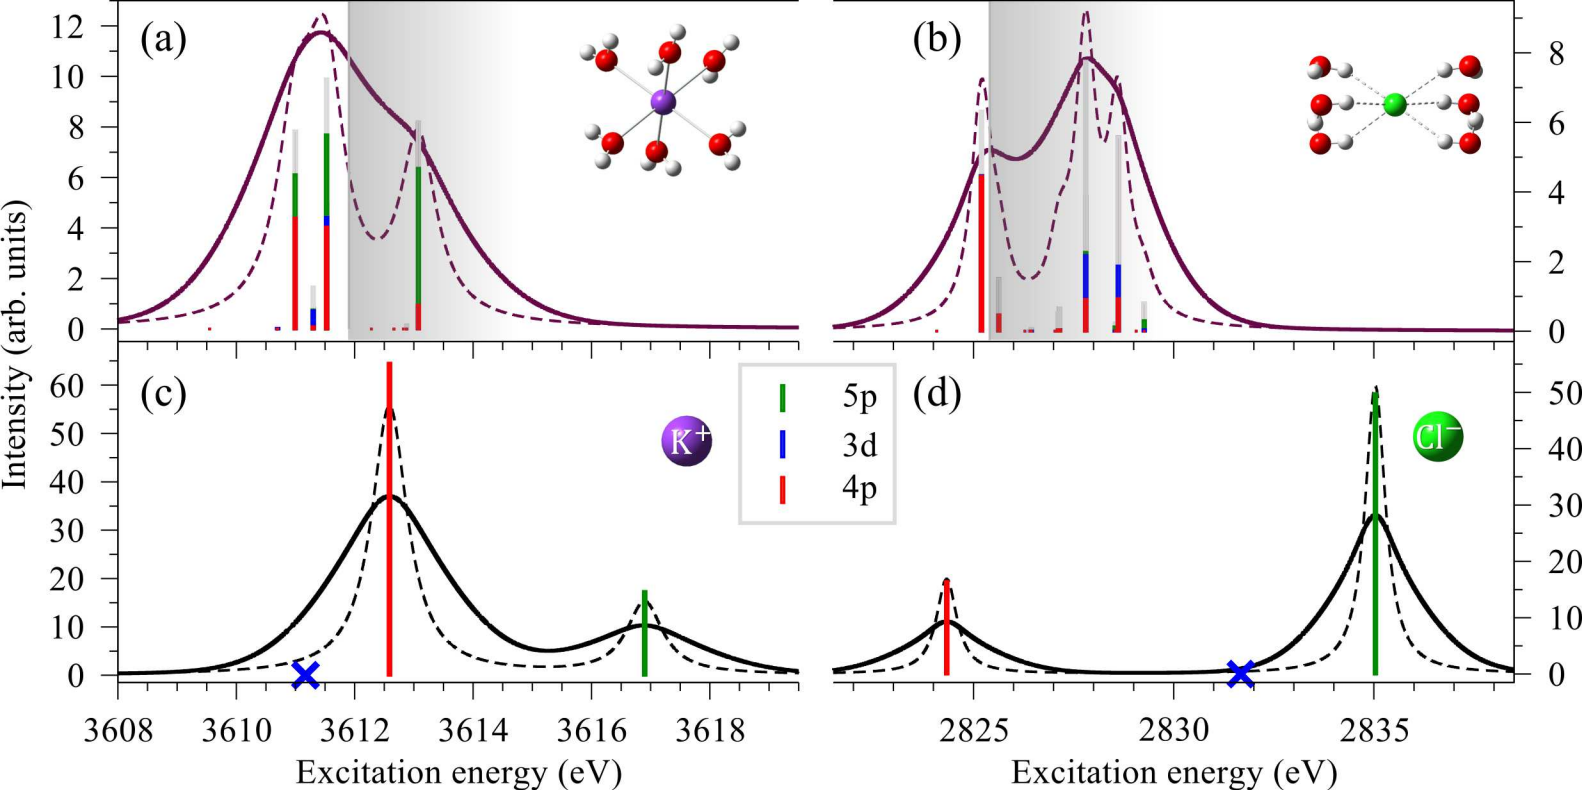 (a)
(b)
12
10
8
6
4
2
0
8
6
4
2
0
Intensity (arb. units)
(c)
(d)
60
50
40
30
20
10
0
K+
5p
3d
4p
Cl−
50
40
30
20
10
0
3608 3610 3612 3614 3616 3618
2825 2830 2835
Excitation energy (eV)
Excitation energy (eV)